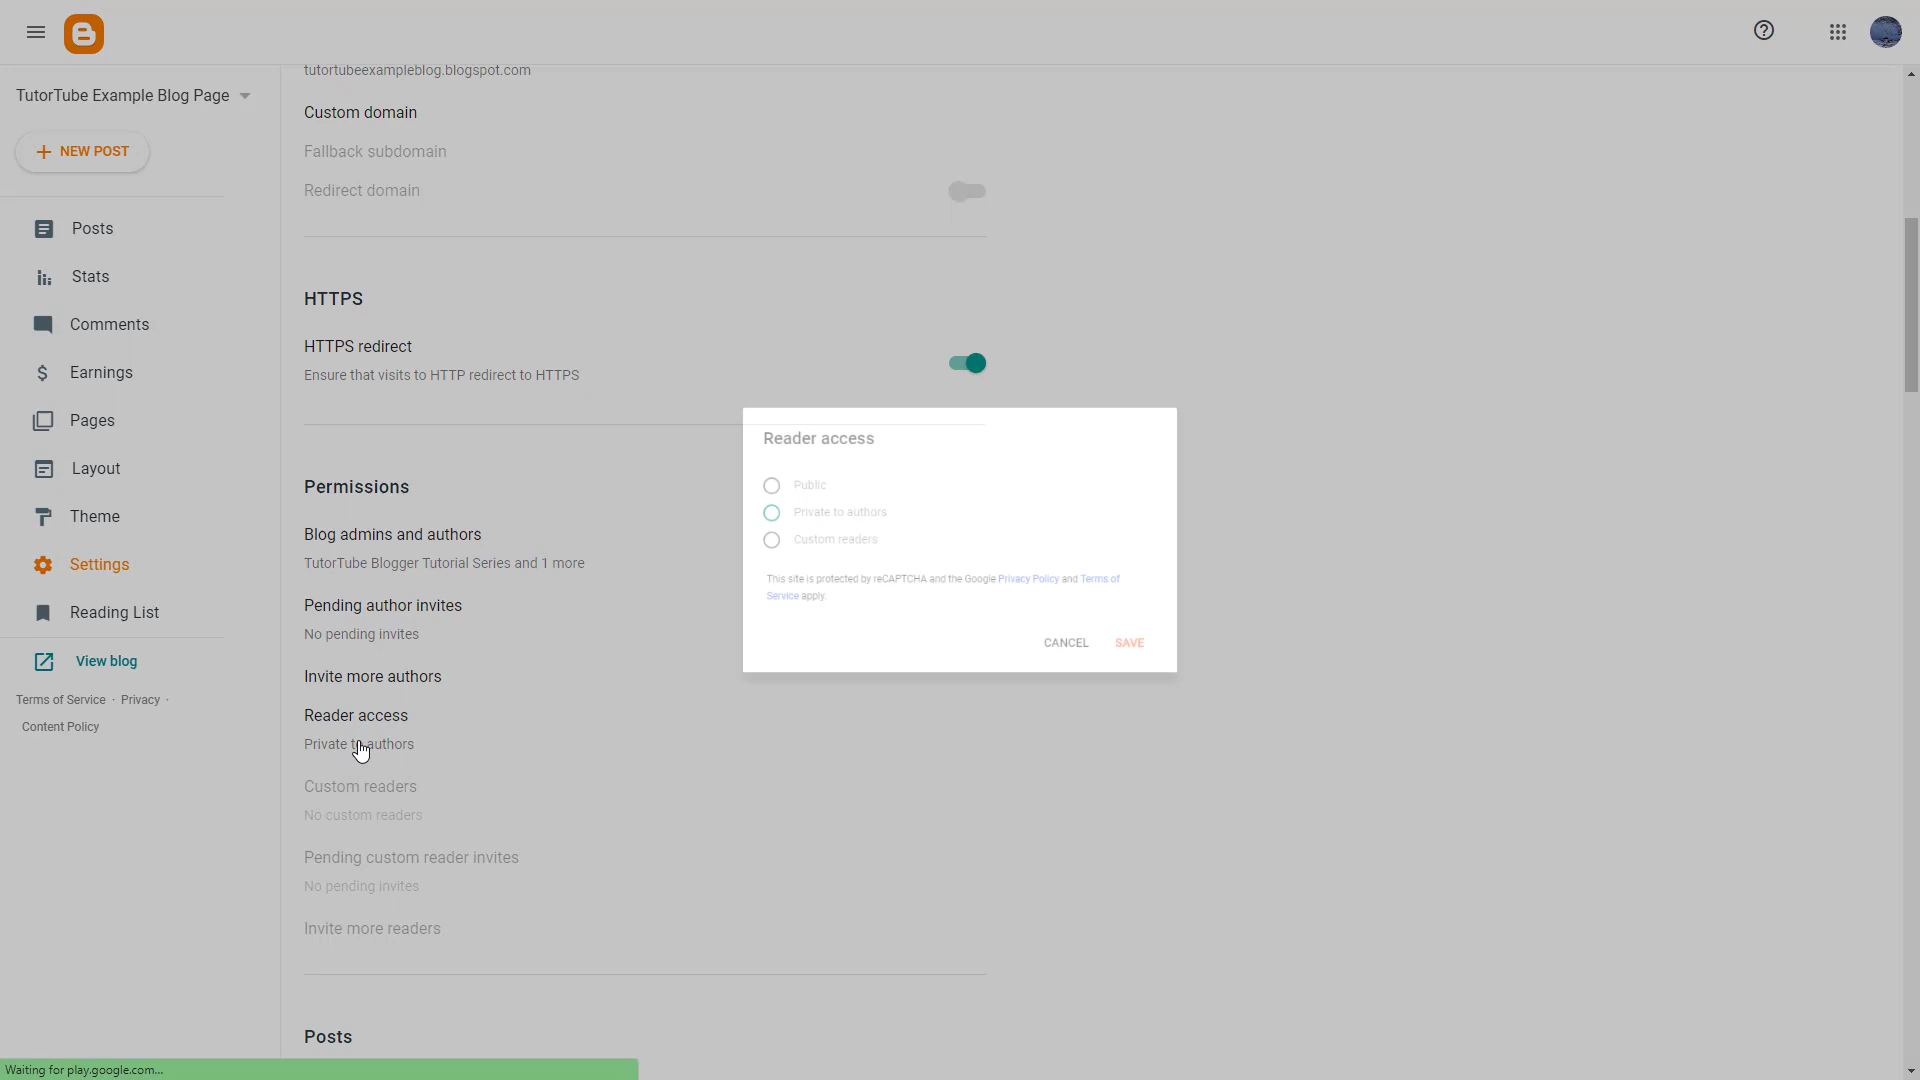 tutortubeexampleblog.blogspot.com
TutorTube Example Blog Page
NEW POST
Posts
Stats
Comments
Earnings
Pages
Layout
Theme
Settings
Reading List
View blog
Terms of Service · Privacy ·
Content Policy
Custom domain
Fallback subdomain
Redirect domain
HTTPS
HTTPS redirect
Ensure that visits to HTTP redirect to HTTPS
Permissions
Blog admins and authors
TutorTube Blogger Tutorial Series and 1 more
Pending author invites
No pending invites
Invite more authors
Reader access
Private to authors
Custom readers
No custom readers
Pending custom reader invites
No pending invites
Invite more readers
Posts
Reader access
Public
Private to authors
Custom readers
This site is protected by reCAPTCHA and the Google Privacy Policy and Terms of
Service apply.
CANCEL SAVE
Waiting for play.google.com...